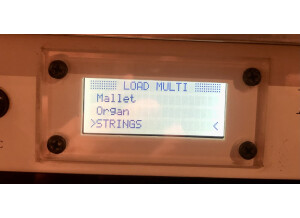 LOAD MULTI
Mallet
Organ
>STRINGS <